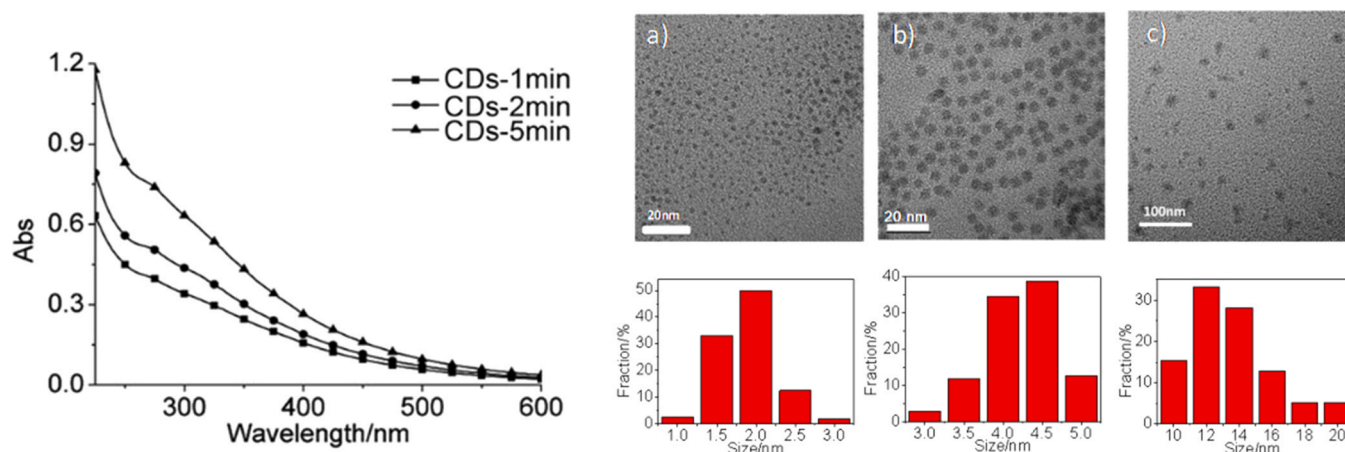 1.2
0.9
0.6
0.3
0.0
Abs
300
400
500
600
Wavelength/nm
CDs-1min
CDs-2min
CDs-5min
a)
20nm
b)
20 nm
c)
100nm
50
40
30
20
10
0
Fraction/%
1.0 1.5 2.0 2.5 3.0
Size/nm
40
30
20
10
0
Fraction/%
3.0 3.5 4.0 4.5 5.0
Size/nm
30
20
10
0
Fraction/%
10 12 14 16 18 20
Size/nm